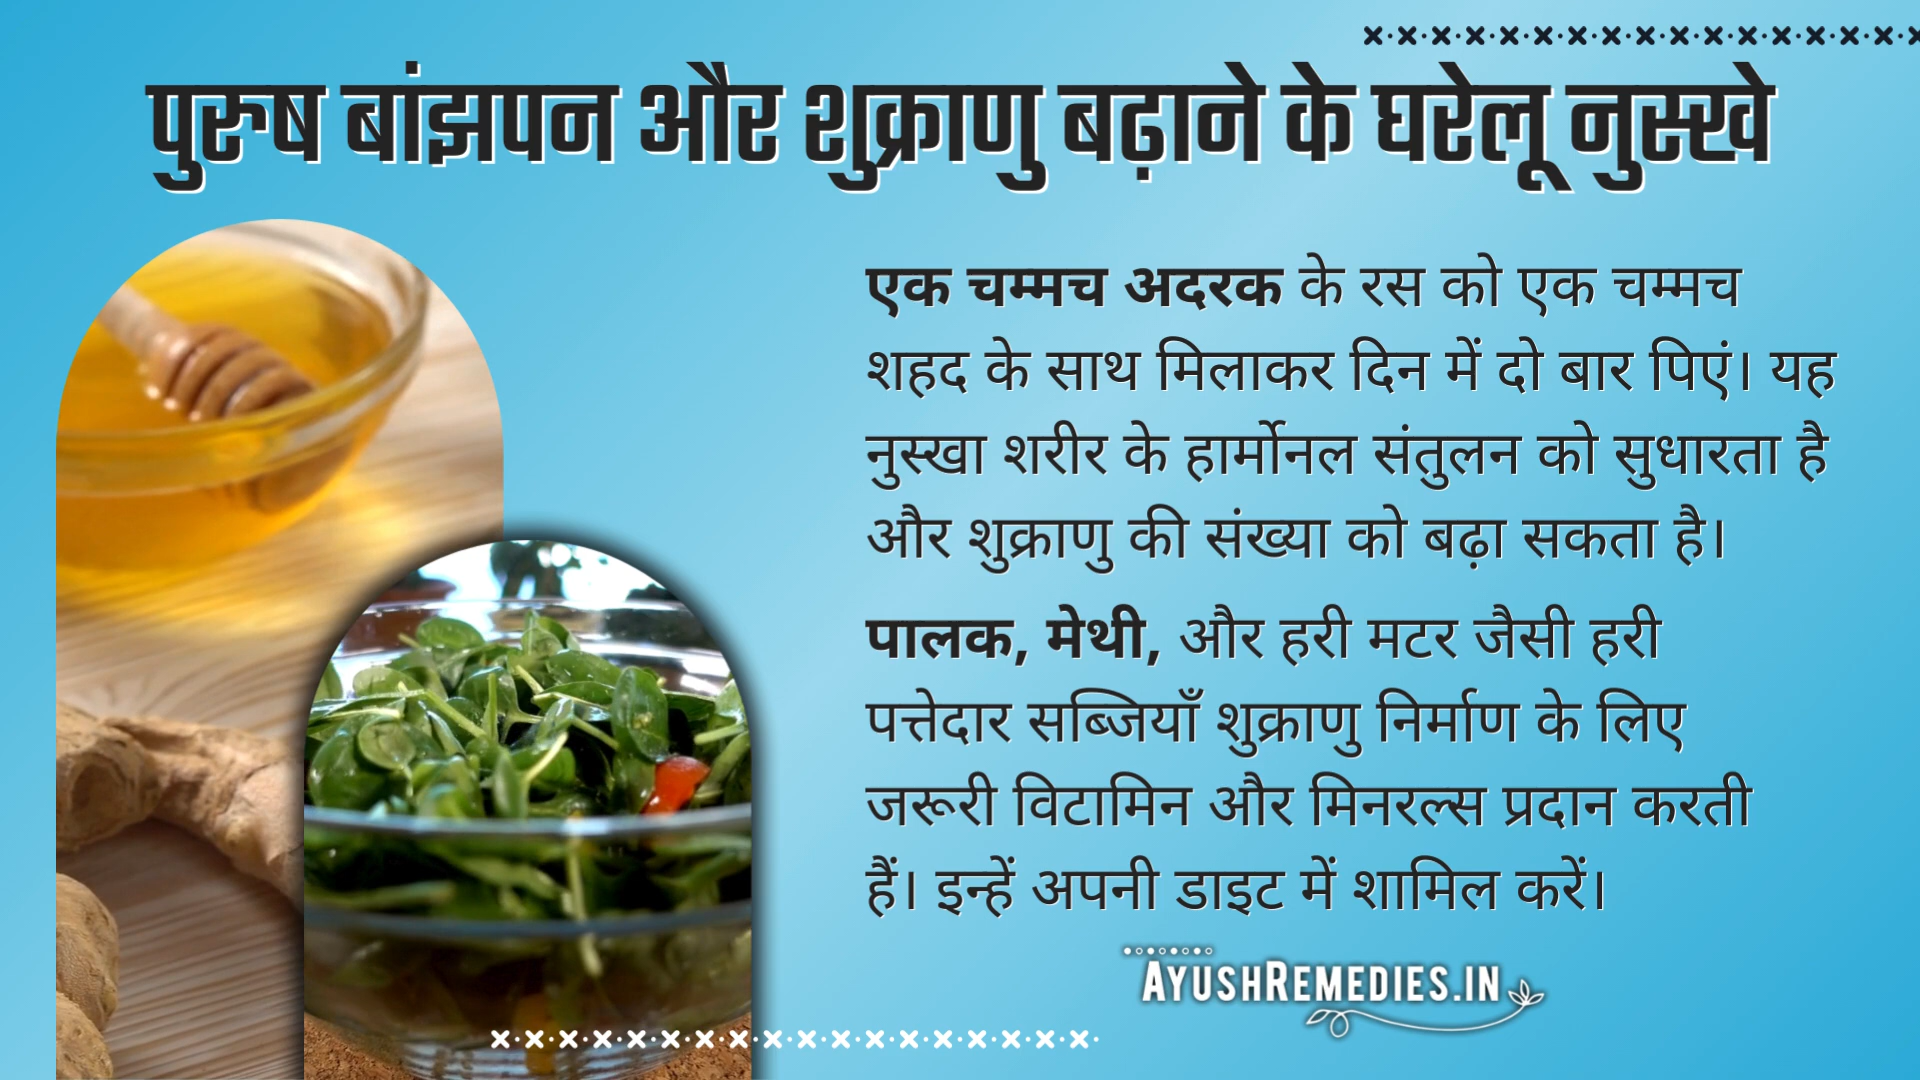 पुरुष बांझपन और शुक्राणु बढ़ाने के घरेलू नुस्खे
एक चम्मच अदरक के रस को एक चम्मच
शहद के साथ मिलाकर दिन में दो बार पिएं। यह
नुस्खा शरीर के हार्मोनल संतुलन को सुधारता है
और शुक्राणु की संख्या को बढ़ा सकता है।
पालक, मेथी, और हरी मटर जैसी हरी
पत्तेदार सब्जियाँ शुक्राणु निर्माण के लिए
जरूरी विटामिन और मिनरल्स प्रदान करती
हैं। इन्हें अपनी डाइट में शामिल करें।
AYUSHREMEDIES.IN